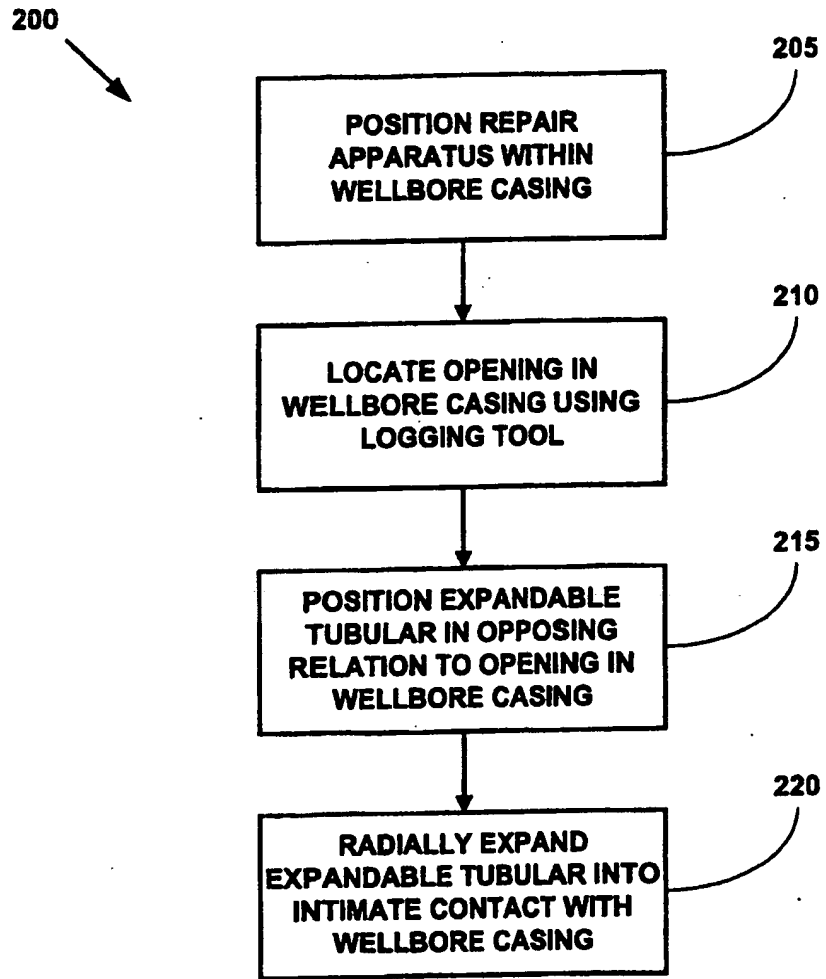 200
205
POSITION REPAIR
APPARATUS WITHIN
WELLBORE CASING
210
LOCATE OPENING IN
WELLBORE CASING USING
LOGGING TOOL
215
POSITION EXPANDABLE
TUBULAR IN OPPOSING
RELATION TO OPENING IN
WELLBORE CASING
220
RADIALLY EXPAND
EXPANDABLE TUBULAR INTO
INTIMATE CONTACT WITH
WELLBORE CASING